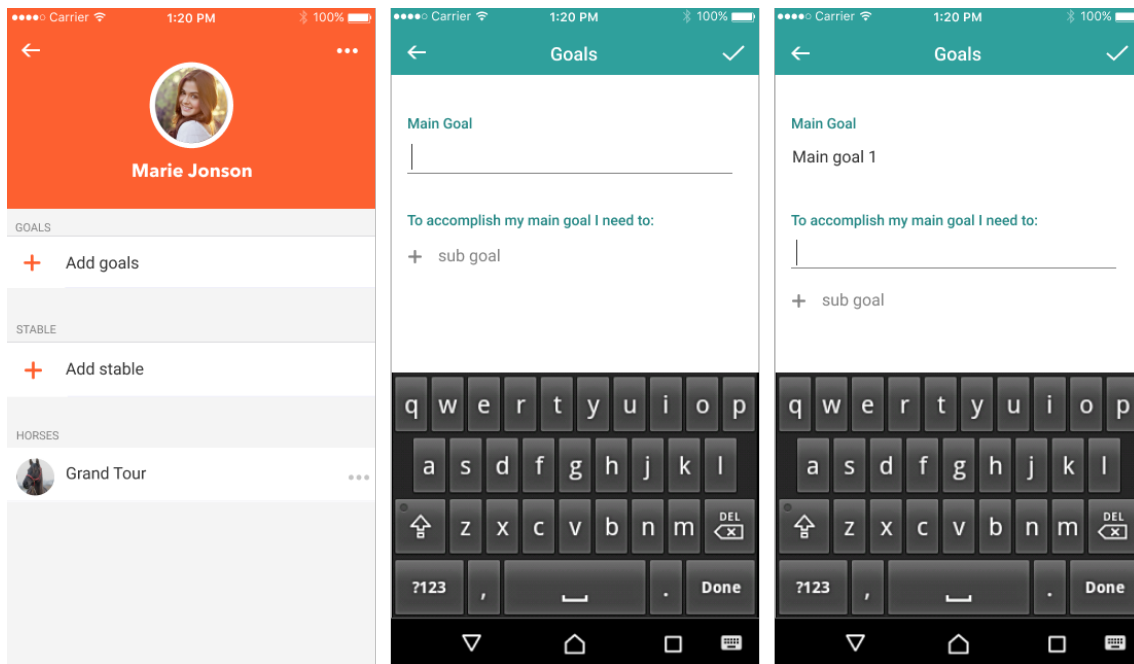 Carrier 1:20 PM 100%
Marie Jonson
GOALS
Add goals
STABLE
Add stable
HORSES
Grand Tour
Carrier 1:20 PM 100%
Goals
Main Goal
To accomplish my main goal I need to:
+ sub goal
q w e r t y u i o p
a s d f g h j k l
z x c v b n m DEL
?123 , . Done
Carrier 1:20 PM 100%
Goals
Main Goal
Main goal 1
To accomplish my main goal I need to:
+ sub goal
q w e r t y u i o p
a s d f g h j k l
z x c v b n m DEL
?123 , . Done